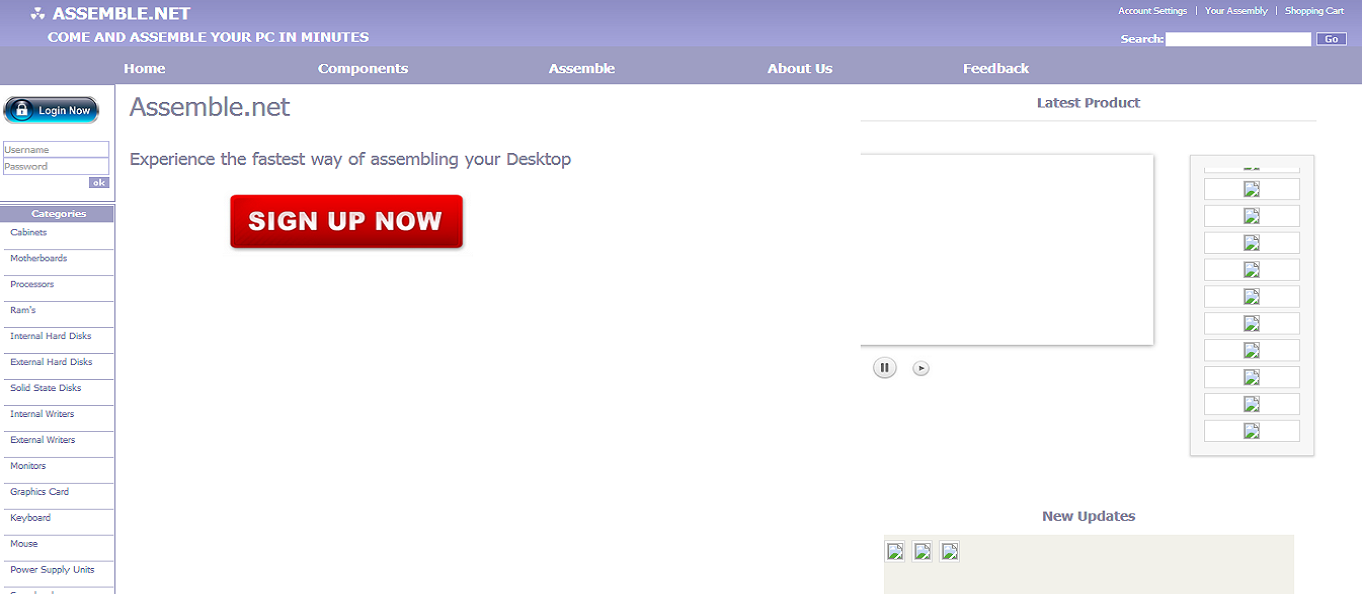 ASSEMBLE.NET
COME AND ASSEMBLE YOUR PC IN MINUTES
Account Settings | Your Assembly | Shopping Cart
Search: Go
Home Components Assemble About Us Feedback
Login Now
Username
Password
ok
Categories
Cabinets
Motherboards
Processors
Ram's
Internal Hard Disks
External Hard Disks
Solid State Disks
Internal Writers
External Writers
Monitors
Graphics Card
Keyboard
Mouse
Power Supply Units
Assemble.net
Experience the fastest way of assembling your Desktop
SIGN UP NOW
Latest Product
New Updates